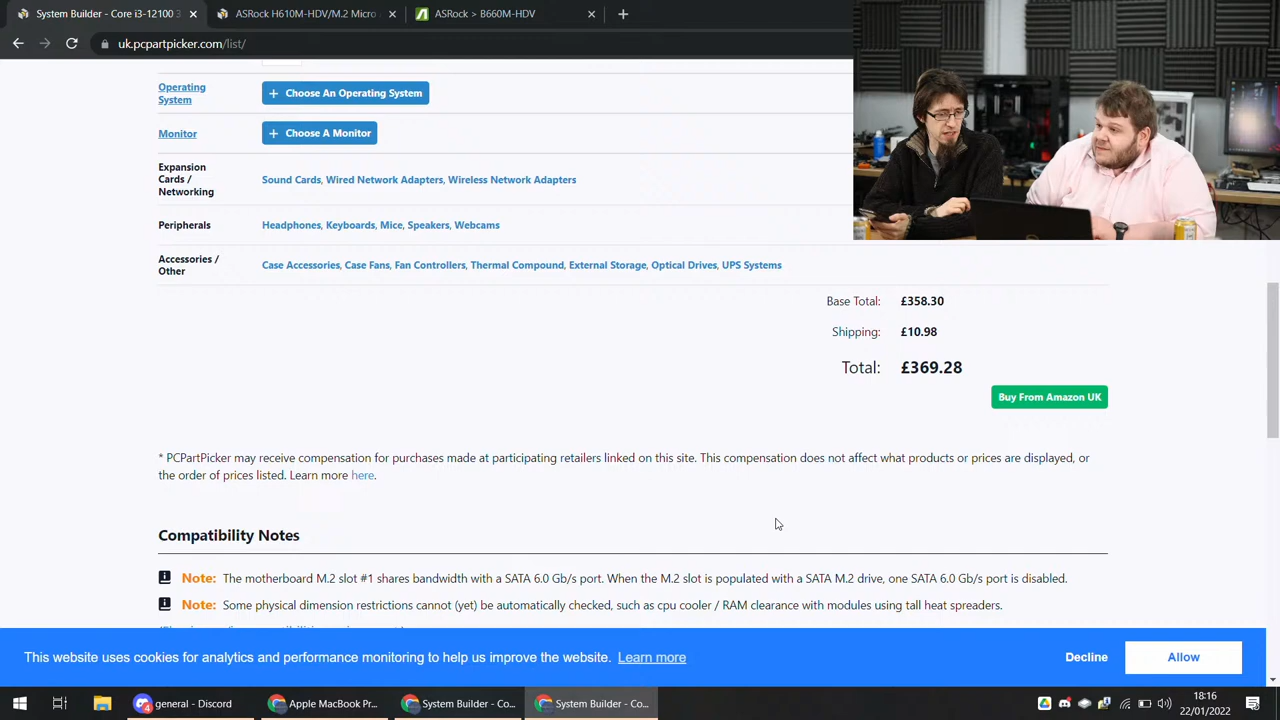 System Builder - Core i3-12100 3
ASRock H610M-HDV/M.2 Micro
ASRock > B660M-HDV
uk.pcpartpicker.com/list/
Operating
System
+ Choose An Operating System
Monitor
+ Choose A Monitor
Expansion
Cards /
Networking
Sound Cards, Wired Network Adapters, Wireless Network Adapters
Peripherals
Headphones, Keyboards, Mice, Speakers, Webcams
Accessories /
Other
Case Accessories, Case Fans, Fan Controllers, Thermal Compound, External Storage, Optical Drives, UPS Systems
Base Total: £358.30
Shipping: £10.98
Total: £369.28
Buy From Amazon UK
* PCPartPicker may receive compensation for purchases made at participating retailers linked on this site. This compensation does not affect what products or prices are displayed, or
the order of prices listed. Learn more here.
Compatibility Notes
Note: The motherboard M.2 slot #1 shares bandwidth with a SATA 6.0 Gb/s port. When the M.2 slot is populated with a SATA M.2 drive, one SATA 6.0 Gb/s port is disabled.
Note: Some physical dimension restrictions cannot (yet) be automatically checked, such as cpu cooler / RAM clearance with modules using tall heat spreaders.
This website uses cookies for analytics and performance monitoring to help us improve the website. Learn more
Decline
Allow
general - Discord
Apple MacBook P...
System Builder - Co...
System Builder - Co...
18:16
22/01/2022